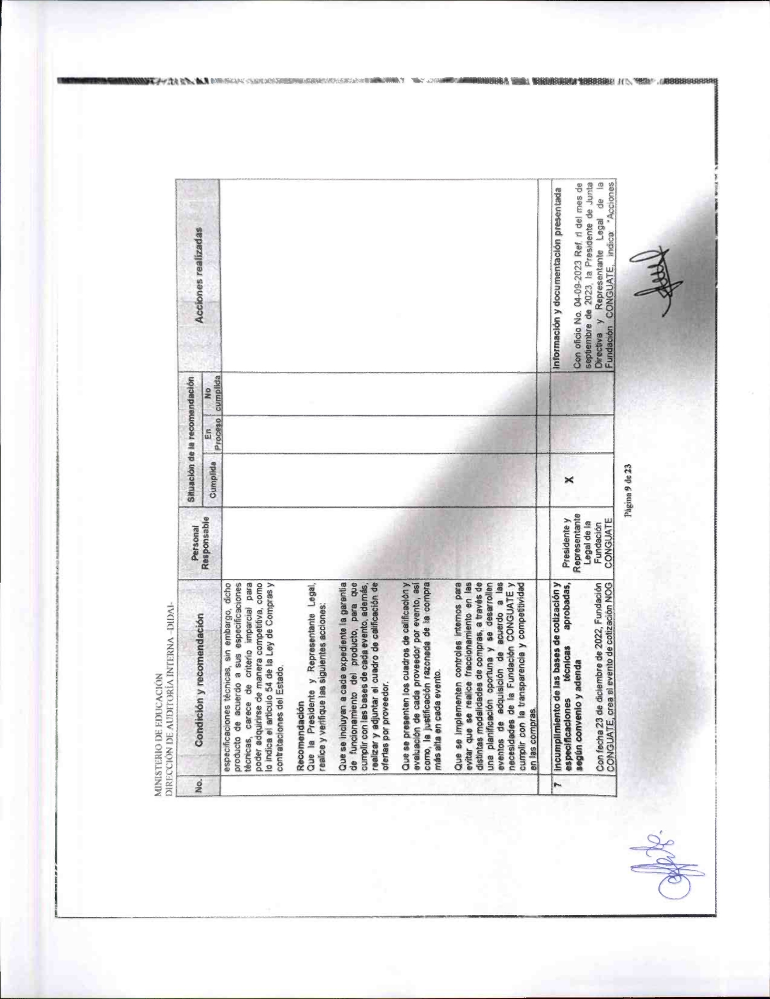 MINISTERIO DE EDUCACIÓN
DIRECCIÓN DE AUDITORÍA INTERNA –DIDAI-
No.
Condición y recomendación
Personal
Responsable
Situación de la recomendación
Cumplida
En
Proceso
No
cumplida
Acciones realizadas
especificaciones técnicas, sin embargo, dicho
producto de acuerdo a sus especificaciones
técnicas, carece de criterio imparcial para
poder adquirirse de manera competitiva, como
lo indica el artículo 54 de la Ley de Compras y
contrataciones del Estado.
Recomendación
Que la Presidente y Representante Legal,
realice y verifique las siguientes acciones:
Que se incluyan a cada expediente la garantía
de funcionamiento del producto, para que
cumplir con las bases de cada evento, además,
realizar y adjuntar el cuadro de calificación de
ofertas por proveedor.
Que se presenten los cuadros de calificación y
evaluación de cada proveedor por evento, así
como, la justificación razonada de la compra
más alta en cada evento.
Que se implementen controles internos para
evitar que se realice fraccionamiento en las
distintas modalidades de compras, a través de
una planificación oportuna y se desarrollen
eventos de adquisición de acuerdo a las
necesidades de la Fundación CONGUATE y
cumplir con la transparencia y competitividad
en las compras.
7
Incumplimiento de las bases de cotización y
especificaciones técnicas aprobadas,
según convenio y adenda
Con fecha 23 de diciembre de 2022, Fundación
CONGUATE, crea el evento de cotización NOG
Presidente y
Representante
Legal de la
Fundación
CONGUATE
X
Información y documentación presentada
Con oficio No. 04-09-2023 Ref. rl del mes de
septiembre de 2023, la Presidente de Junta
Directiva y Representante Legal de la
Fundación CONGUATE, indica: "Acciones
Página 9 de 23